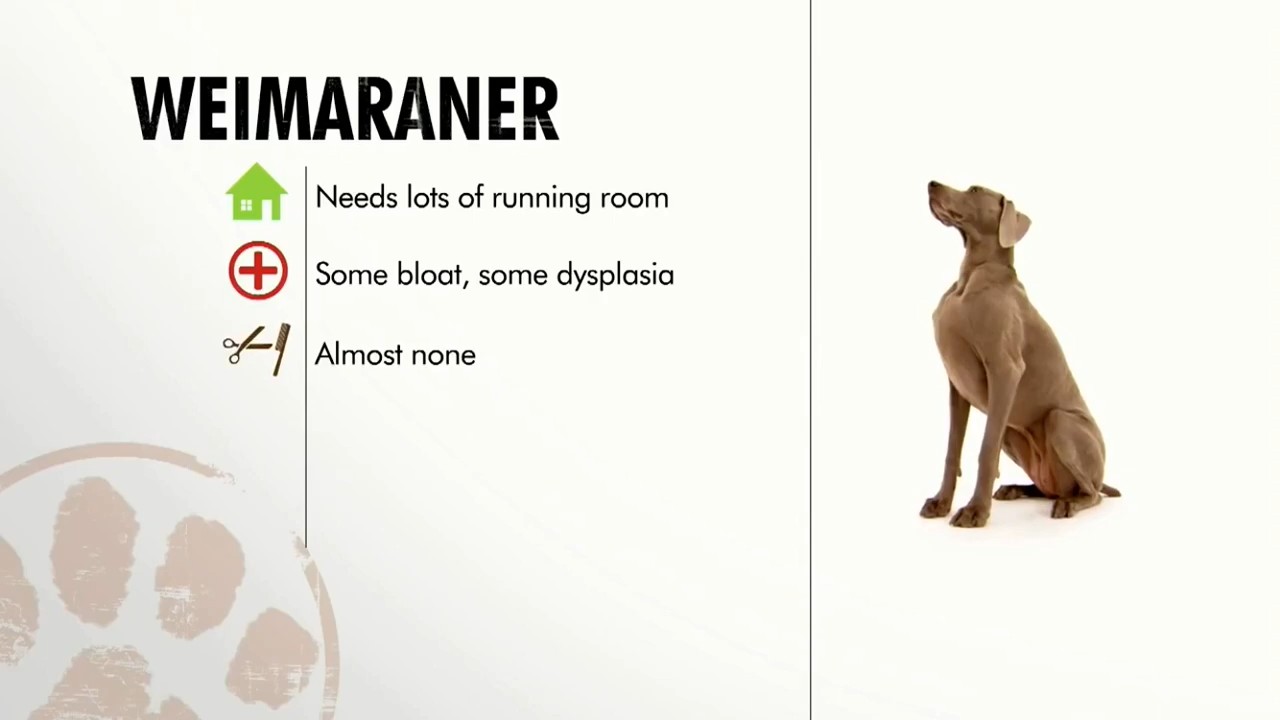 WEIMARANER
Needs lots of running room
Some bloat, some dysplasia
Almost none